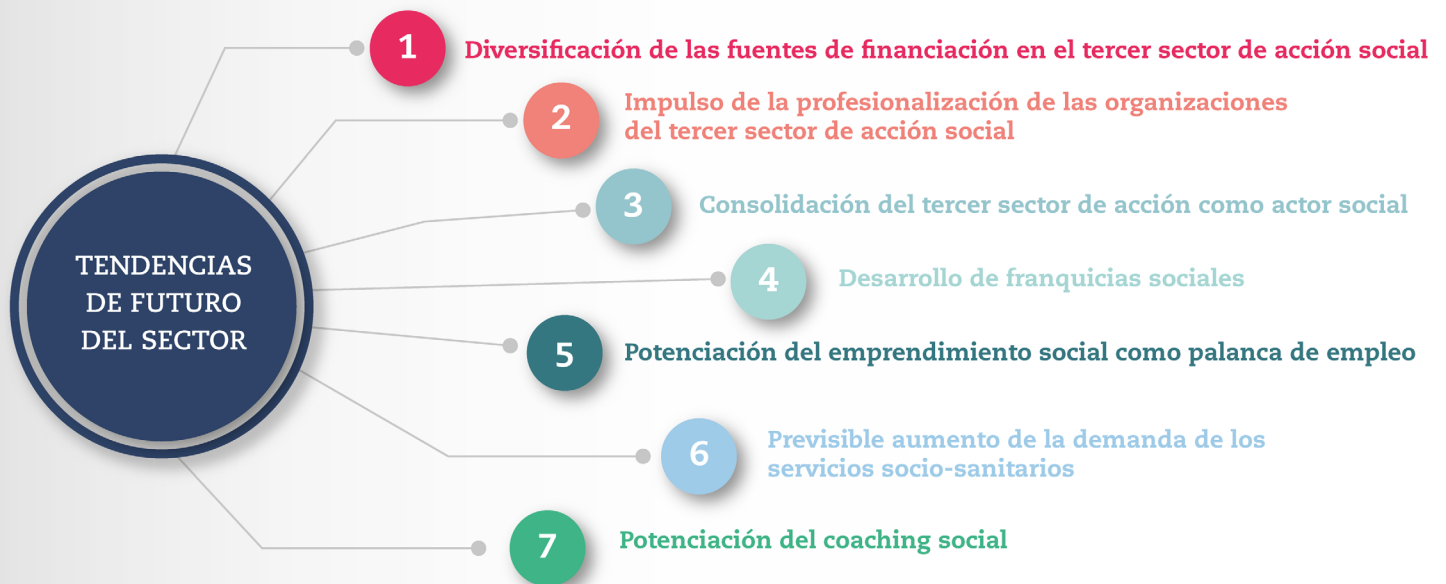 TENDENCIAS
DE FUTURO
DEL SECTOR
1
Diversificación de las fuentes de financiación en el tercer sector de acción social
2
Impulso de la profesionalización de las organizaciones
del tercer sector de acción social
3
Consolidación del tercer sector de acción como actor social
4
Desarrollo de franquicias sociales
5
Potenciación del emprendimiento social como palanca de empleo
6
Previsible aumento de la demanda de los
servicios socio-sanitarios
7
Potenciación del coaching social